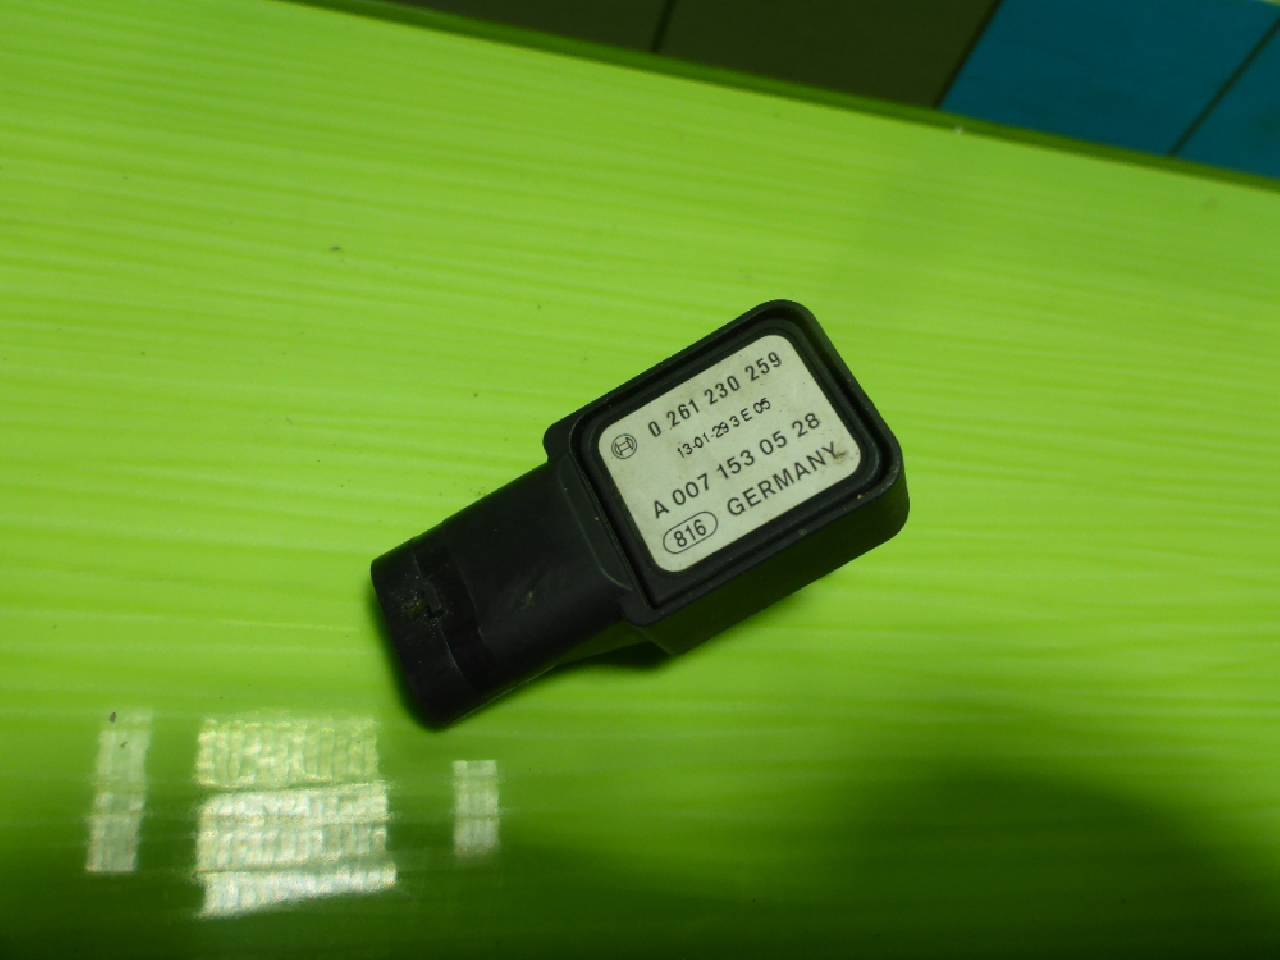 0 261 230 259
13-01-29 3 E 05
A 007 153 05 28
816 GERMANY